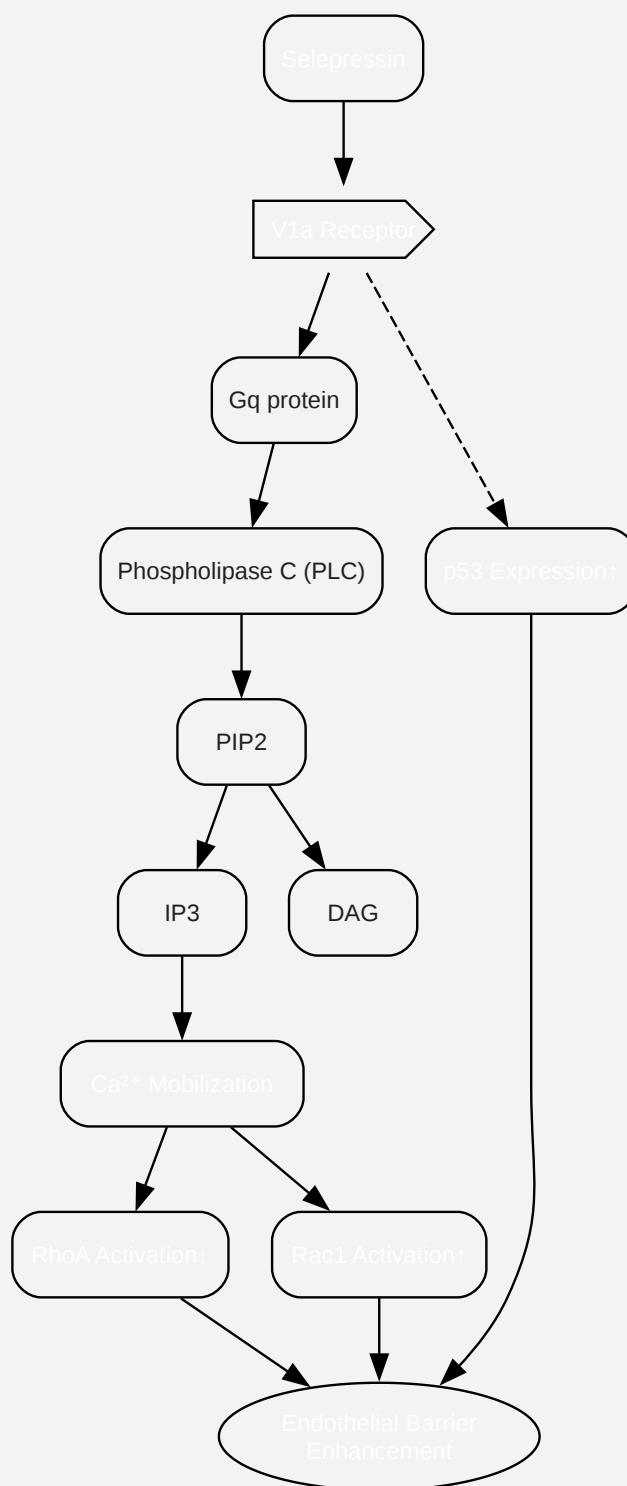 Selepressin
V1a Receptor
Gq protein
Phospholipase C (PLC)
p53 Expression↑
PIP2
IP3
DAG
Ca²⁺ Mobilization
RhoA Activation↓
Rac1 Activation↑
Endothelial Barrier
Enhancement